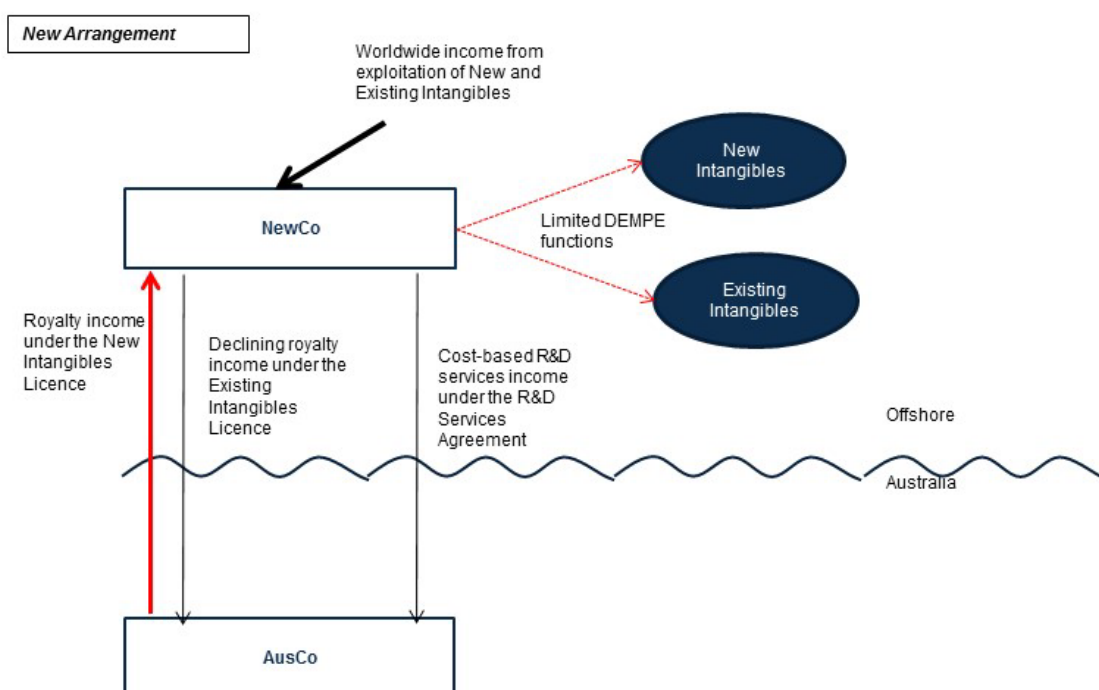 New Arrangement
Worldwide income from
exploitation of New and
Existing Intangibles
New
Intangibles
NewCo
Limited DEMPE
functions
Existing
Intangibles
Royalty income
under the New
Intangibles
Licence
Declining royalty
income under the
Existing
Intangibles
Licence
Cost-based R&D
services income
under the R&D
Services
Agreement
Offshore
Australia
AusCo